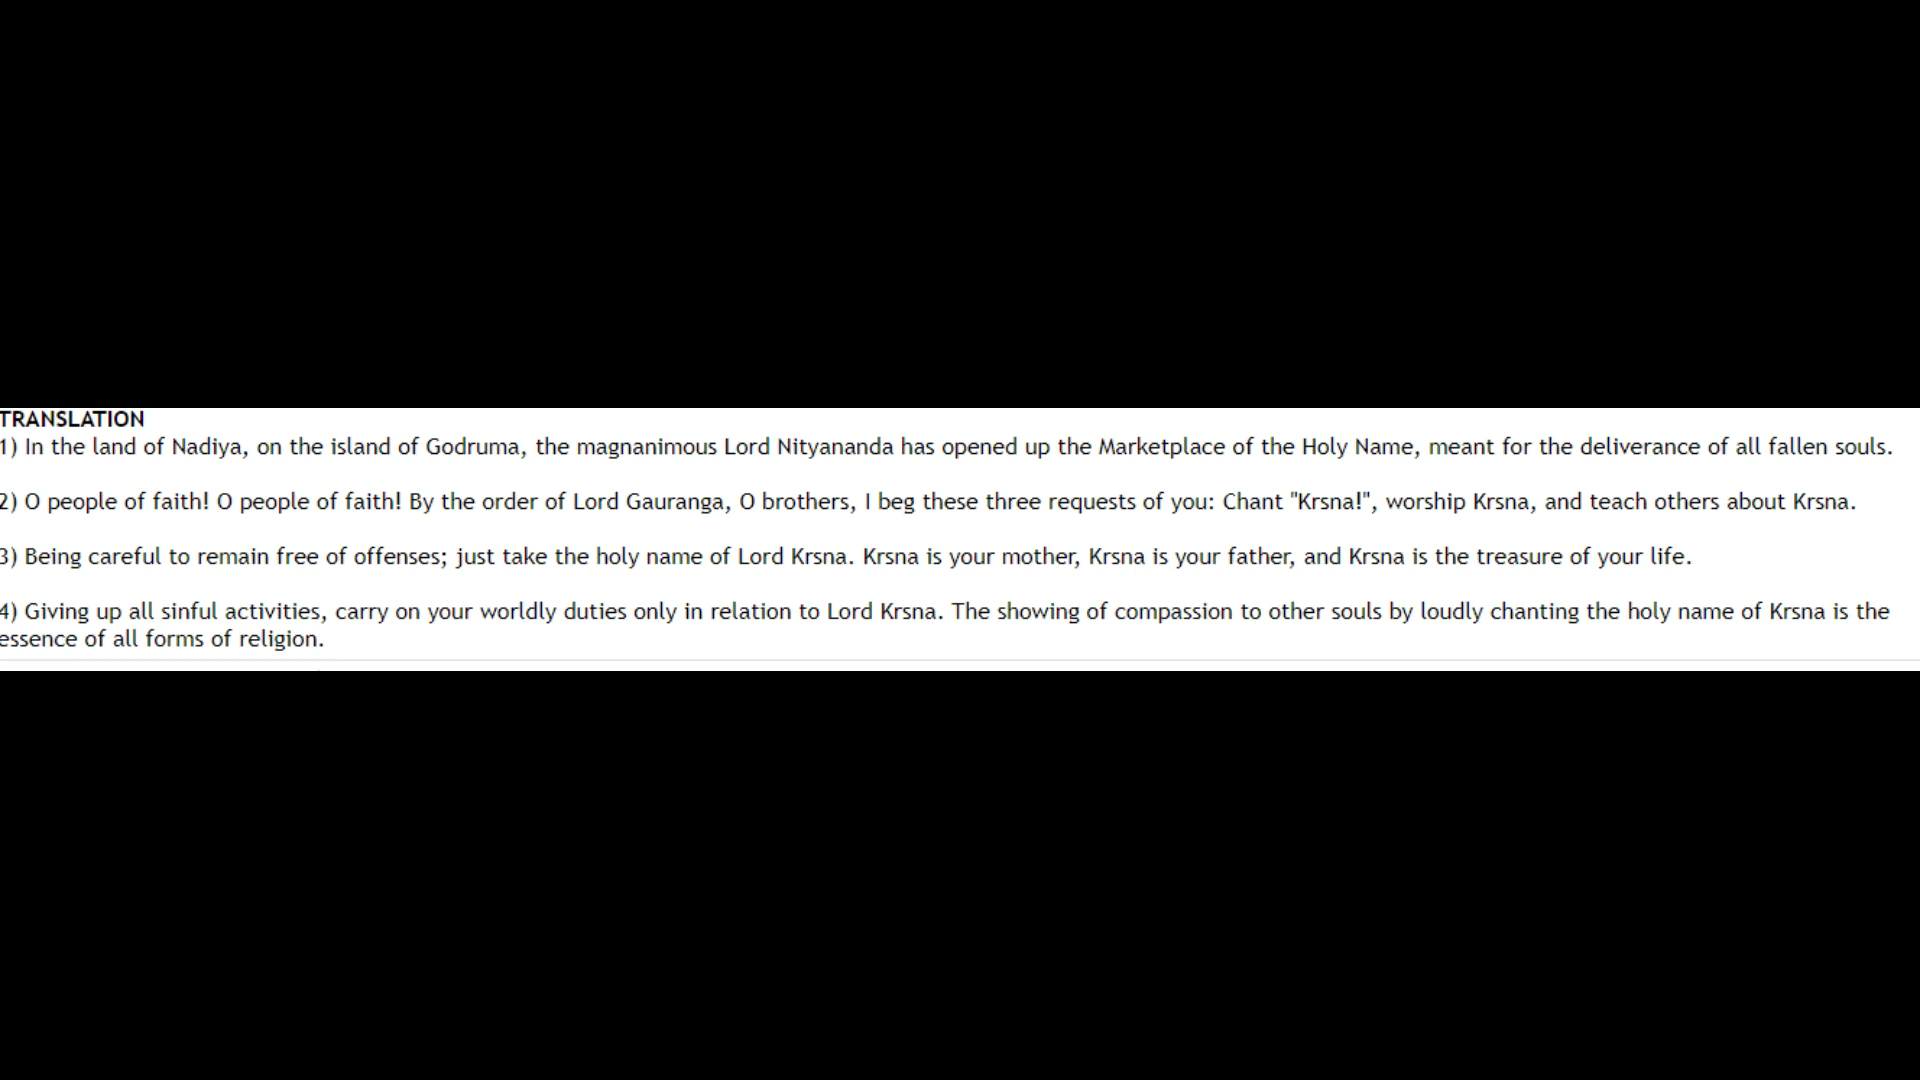 TRANSLATION
1) In the land of Nadiya, on the island of Godruma, the magnanimous Lord Nityananda has opened up the Marketplace of the Holy Name, meant for the deliverance of all fallen souls.
2) O people of faith! O people of faith! By the order of Lord Gauranga, O brothers, I beg these three requests of you: Chant "Krsna!", worship Krsna, and teach others about Krsna.
3) Being careful to remain free of offenses; just take the holy name of Lord Krsna. Krsna is your mother, Krsna is your father, and Krsna is the treasure of your life.
4) Giving up all sinful activities, carry on your worldly duties only in relation to Lord Krsna. The showing of compassion to other souls by loudly chanting the holy name of Krsna is the
essence of all forms of religion.